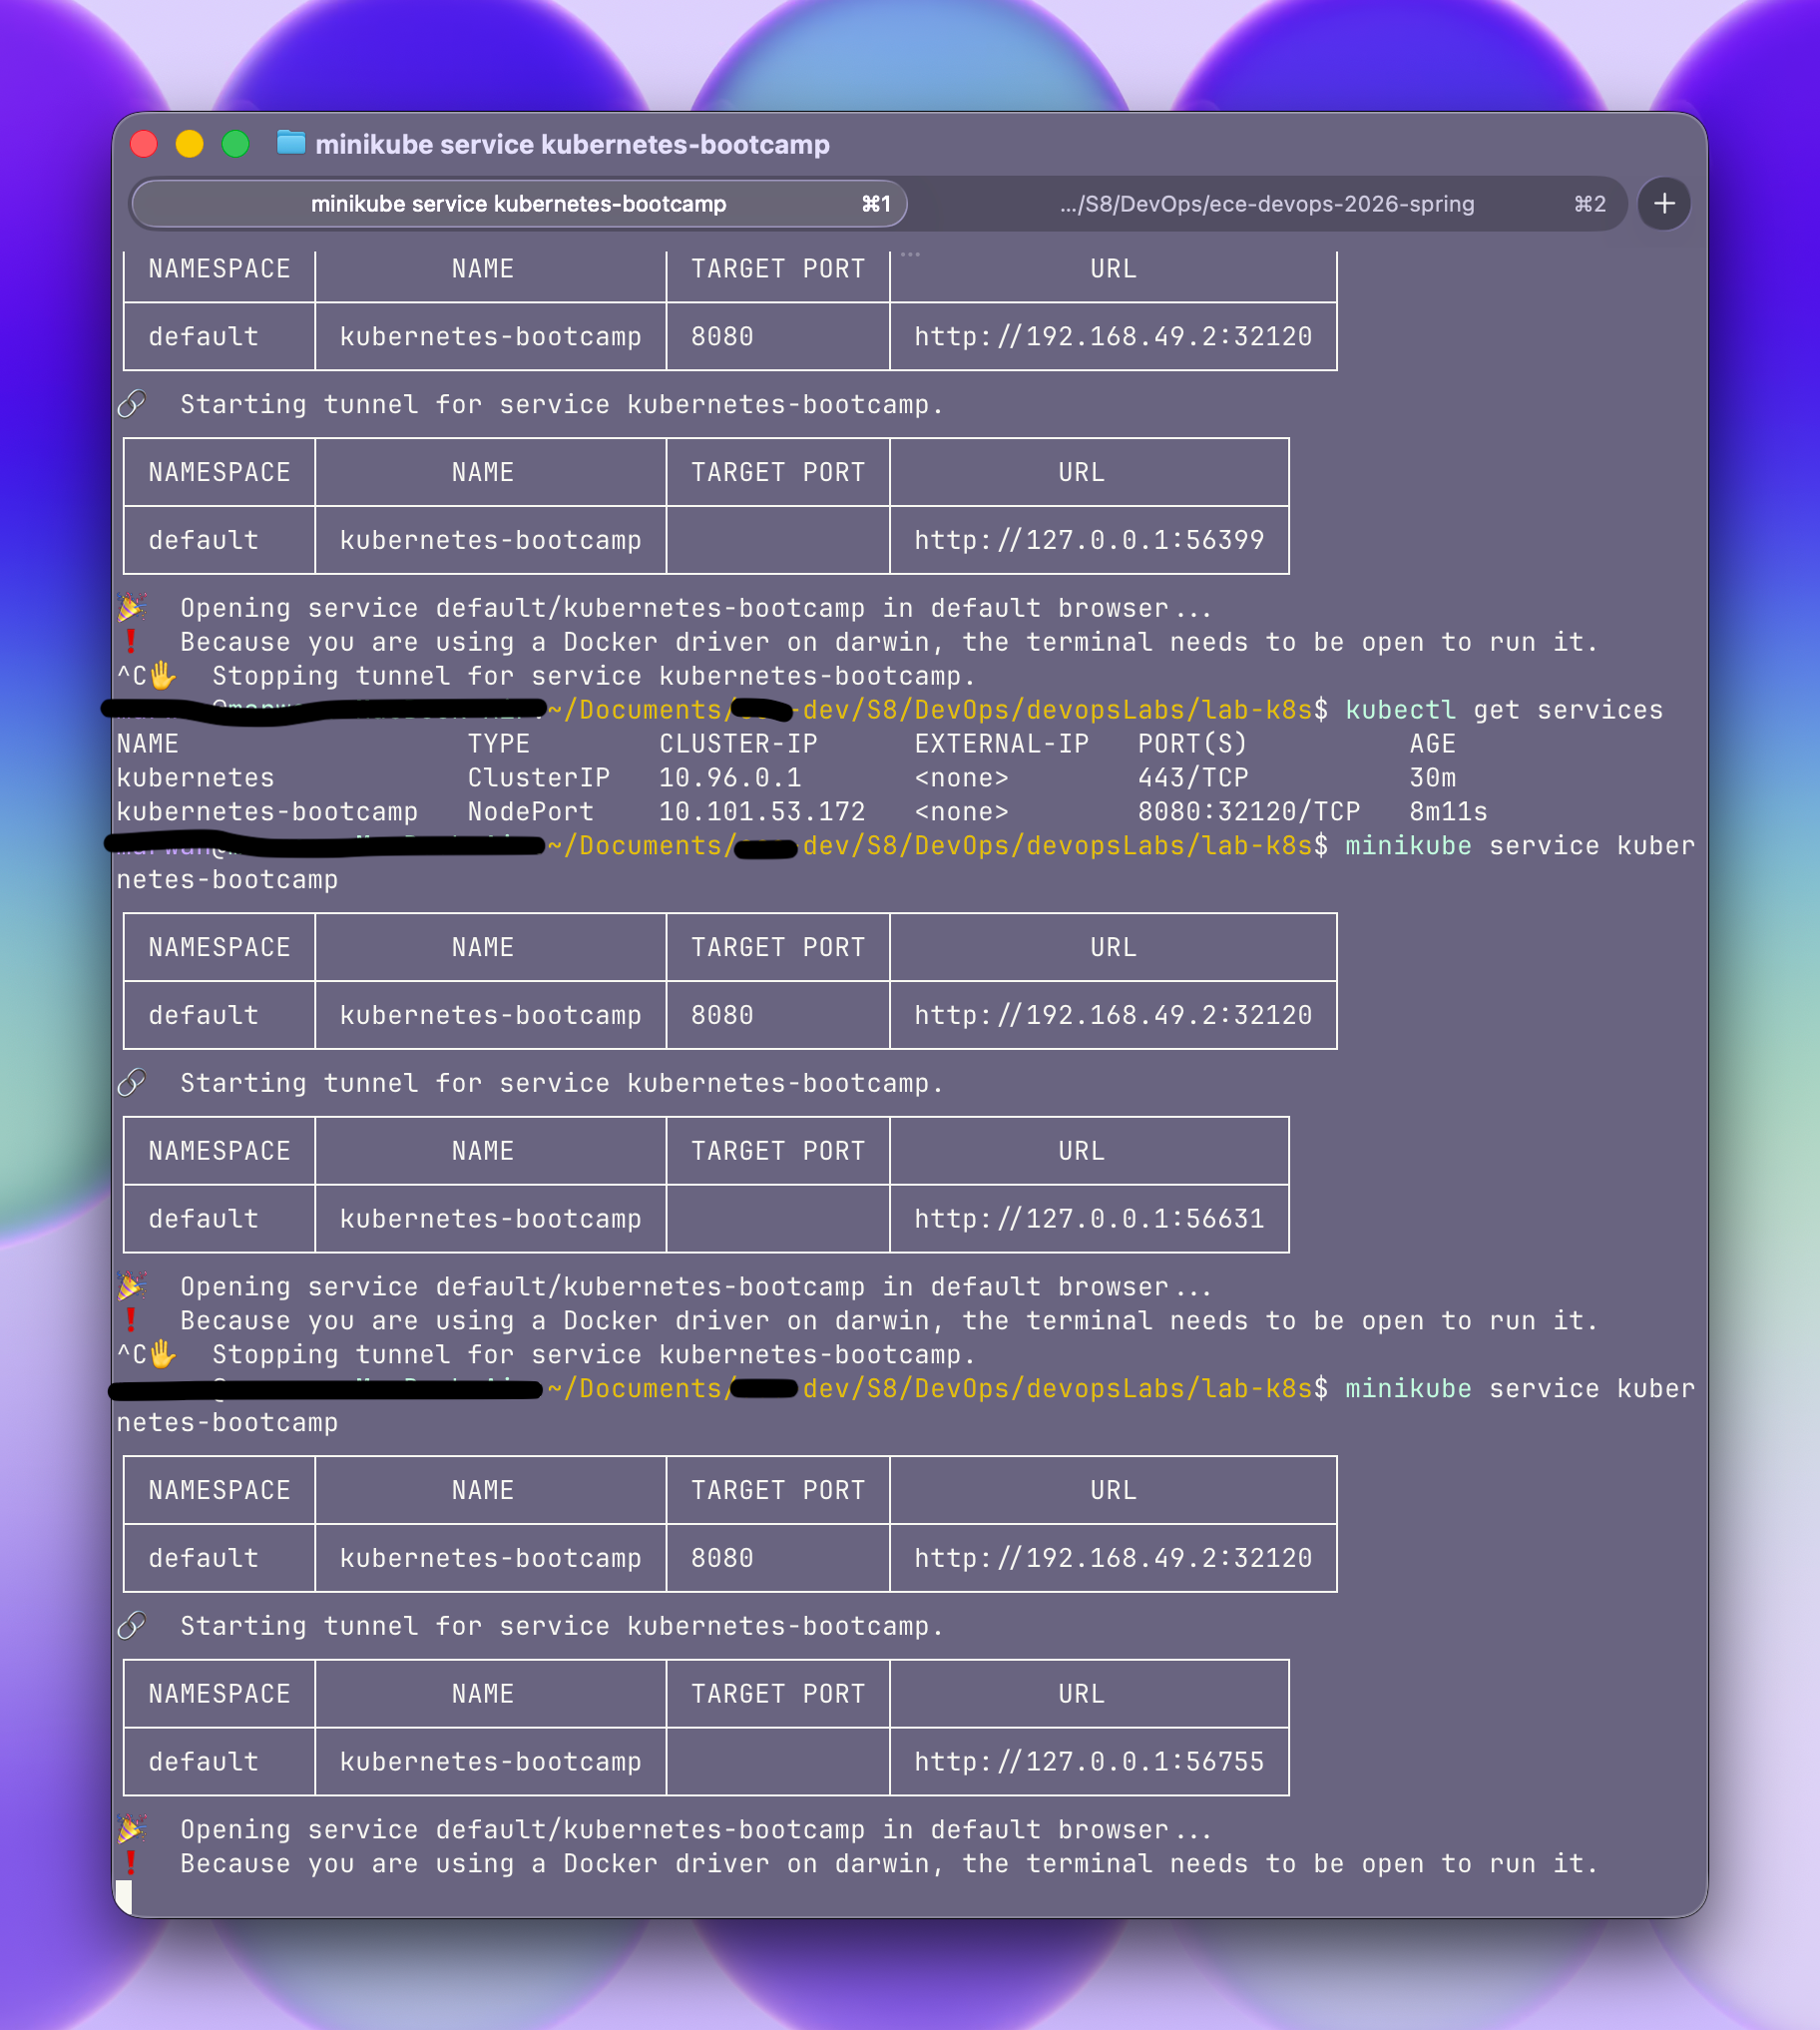 minikube service kubernetes-bootcamp
minikube service kubernetes-bootcamp ⌘1 .../S8/DevOps/ece-devops-2026-spring ⌘2 +
NAMESPACE NAME TARGET PORT URL
default kubernetes-bootcamp 8080 http://192.168.49.2:32120
🔗 Starting tunnel for service kubernetes-bootcamp.
NAMESPACE NAME TARGET PORT URL
default kubernetes-bootcamp http://127.0.0.1:56399
🎉 Opening service default/kubernetes-bootcamp in default browser...
❗ Because you are using a Docker driver on darwin, the terminal needs to be open to run it.
^C✋ Stopping tunnel for service kubernetes-bootcamp.
~/Documents/ -dev/S8/DevOps/devopsLabs/lab-k8s$ kubectl get services
NAME TYPE CLUSTER-IP EXTERNAL-IP PORT(S) AGE
kubernetes ClusterIP 10.96.0.1 <none> 443/TCP 30m
kubernetes-bootcamp NodePort 10.101.53.172 <none> 8080:32120/TCP 8m11s
~/Documents/ dev/S8/DevOps/devopsLabs/lab-k8s$ minikube service kuber
netes-bootcamp
NAMESPACE NAME TARGET PORT URL
default kubernetes-bootcamp 8080 http://192.168.49.2:32120
🔗 Starting tunnel for service kubernetes-bootcamp.
NAMESPACE NAME TARGET PORT URL
default kubernetes-bootcamp http://127.0.0.1:56631
🎉 Opening service default/kubernetes-bootcamp in default browser...
❗ Because you are using a Docker driver on darwin, the terminal needs to be open to run it.
^C✋ Stopping tunnel for service kubernetes-bootcamp.
~/Documents/ dev/S8/DevOps/devopsLabs/lab-k8s$ minikube service kuber
netes-bootcamp
NAMESPACE NAME TARGET PORT URL
default kubernetes-bootcamp 8080 http://192.168.49.2:32120
🔗 Starting tunnel for service kubernetes-bootcamp.
NAMESPACE NAME TARGET PORT URL
default kubernetes-bootcamp http://127.0.0.1:56755
🎉 Opening service default/kubernetes-bootcamp in default browser...
❗ Because you are using a Docker driver on darwin, the terminal needs to be open to run it.